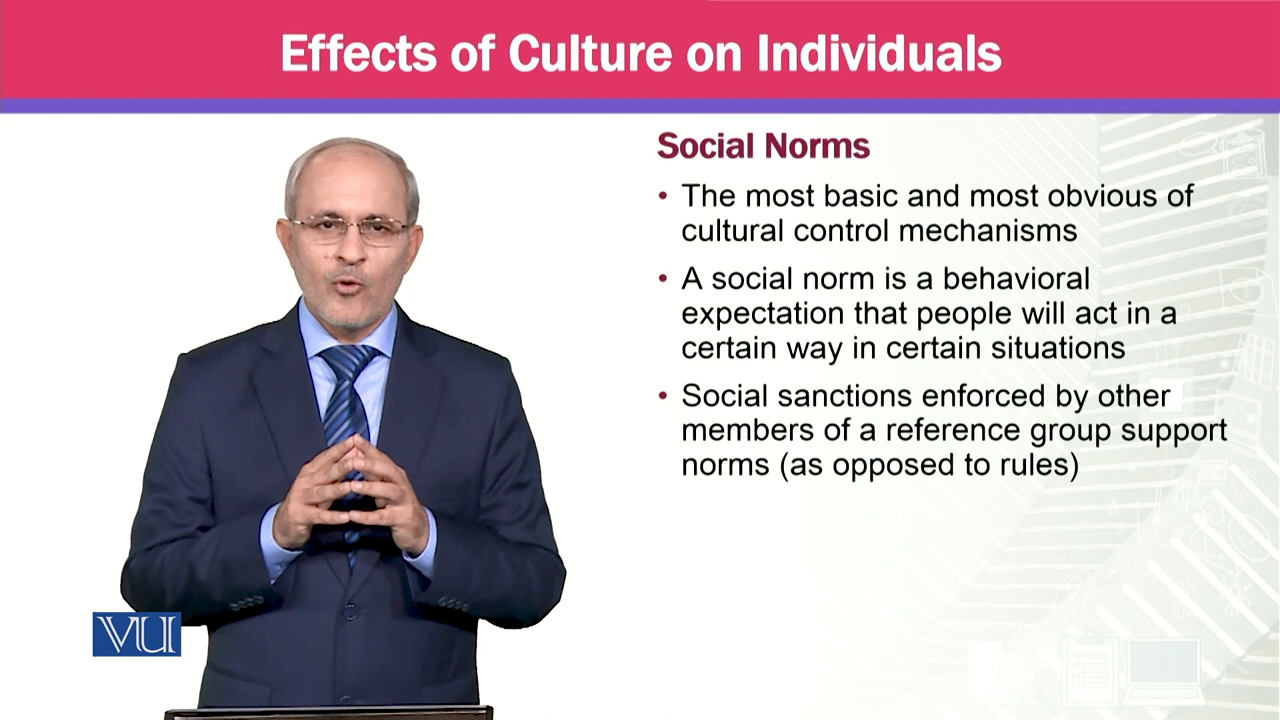 Effects of Culture on Individuals
Social Norms
• The most basic and most obvious of
cultural control mechanisms
• A social norm is a behavioral
expectation that people will act in a
certain way in certain situations
• Social sanctions enforced by other
members of a reference group support
norms (as opposed to rules)
VU